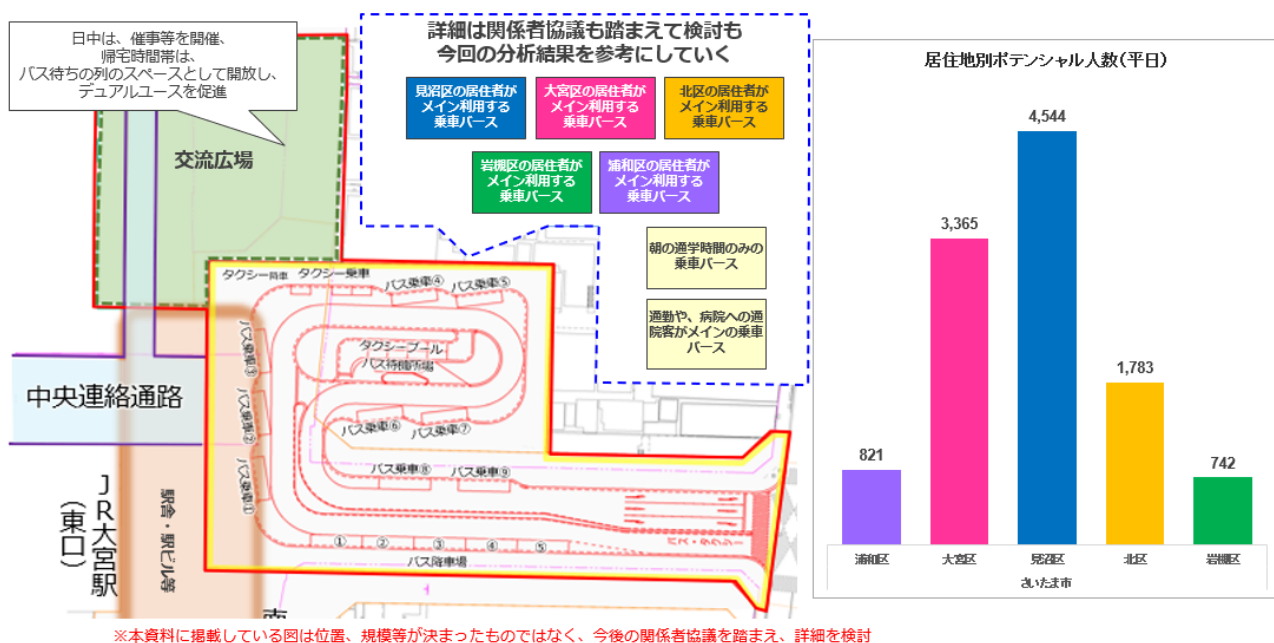 日中は、催事等を開催、
帰宅時間帯は、
バス待ちの列のスペースとして開放し、
デュアルユースを促進
交流広場
詳細は関係者協議も踏まえて検討も
今回の分析結果を参考にしていく
見沼区の居住者が
メイン利用する
乗車バース
大宮区の居住者が
メイン利用する
乗車バース
北区の居住者が
メイン利用する
乗車バース
岩槻区の居住者が
メイン利用する
乗車バース
浦和区の居住者が
メイン利用する
乗車バース
朝の通学時間のみの
乗車バース
通勤や、病院への通
院客がメインの乗車
バース
タクシー降車
タクシー乗車
バス乗車④
バス乗車⑤
バス乗車③
タクシープール
バス待機所場
中央連絡通路
バス乗車②
バス乗車⑥
バス乗車⑦
バス乗車①
バス乗車⑧
バス乗車⑨
JR大宮駅
（東口）
駅舎・駅ビル等
①
②
③
④
⑤
バス・タクシー
バス降車場
居住地別ポテンシャル人数(平日)
4,544
3,365
1,783
821
742
浦和区
大宮区
見沼区
北区
岩槻区
さいたま市
※本資料に掲載している図は位置、規模等が決まったものではなく、今後の関係者協議を踏まえ、詳細を検討